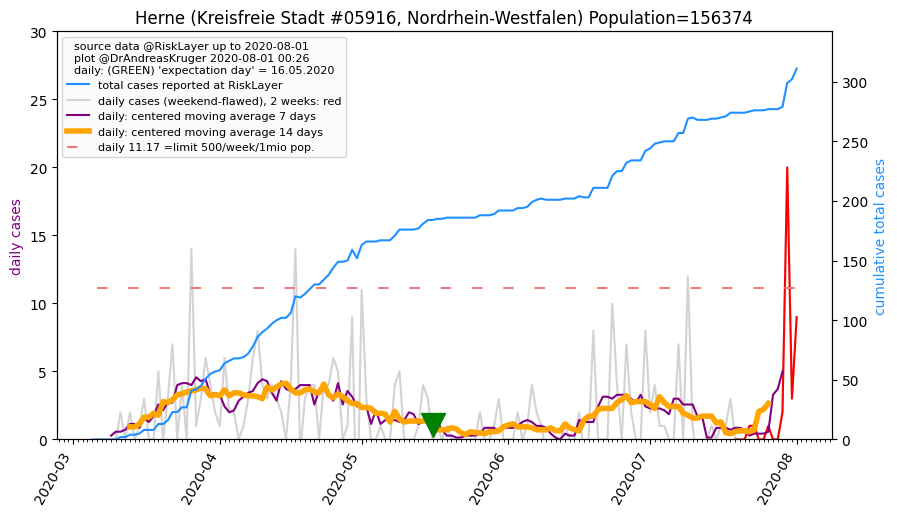 Herne (Kreisfreie Stadt #05916, Nordrhein-Westfalen) Population=156374
source data @RiskLayer up to 2020-08-01
plot @DrAndreasKruger 2020-08-01 00:26
daily: (GREEN) 'expectation day' = 16.05.2020
total cases reported at RiskLayer
daily cases (weekend-flawed), 2 weeks: red
daily: centered moving average 7 days
daily: centered moving average 14 days
daily 11.17 =limit 500/week/1mio pop.
daily cases
30
25
20
15
10
5
0
cumulative total cases
300
250
200
150
100
50
0
2020-03
2020-04
2020-05
2020-06
2020-07
2020-08